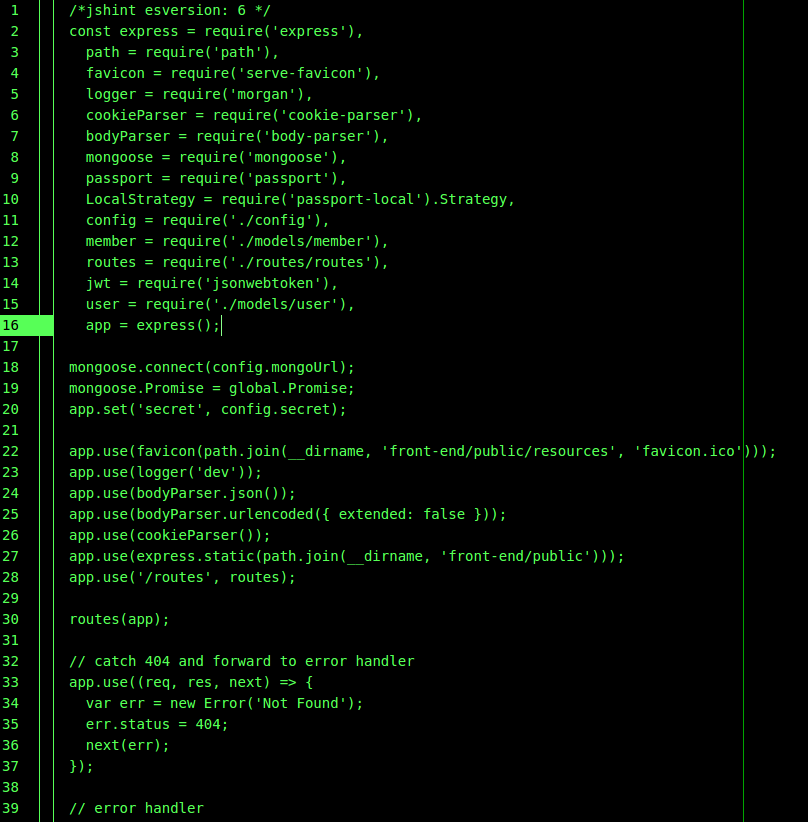 1 /*jshint esversion: 6 */
2 const express = require('express'),
3   path = require('path'),
4   favicon = require('serve-favicon'),
5   logger = require('morgan'),
6   cookieParser = require('cookie-parser'),
7   bodyParser = require('body-parser'),
8   mongoose = require('mongoose'),
9   passport = require('passport'),
10   LocalStrategy = require('passport-local').Strategy,
11   config = require('./config'),
12   member = require('./models/member'),
13   routes = require('./routes/routes'),
14   jwt = require('jsonwebtoken'),
15   user = require('./models/user'),
16   app = express();
17
18 mongoose.connect(config.mongoUrl);
19 mongoose.Promise = global.Promise;
20 app.set('secret', config.secret);
21
22 app.use(favicon(path.join(__dirname, 'front-end/public/resources', 'favicon.ico')));
23 app.use(logger('dev'));
24 app.use(bodyParser.json());
25 app.use(bodyParser.urlencoded({ extended: false }));
26 app.use(cookieParser());
27 app.use(express.static(path.join(__dirname, 'front-end/public')));
28 app.use('/routes', routes);
29
30 routes(app);
31
32 // catch 404 and forward to error handler
33 app.use((req, res, next) => {
34   var err = new Error('Not Found');
35   err.status = 404;
36   next(err);
37 });
38
39 // error handler